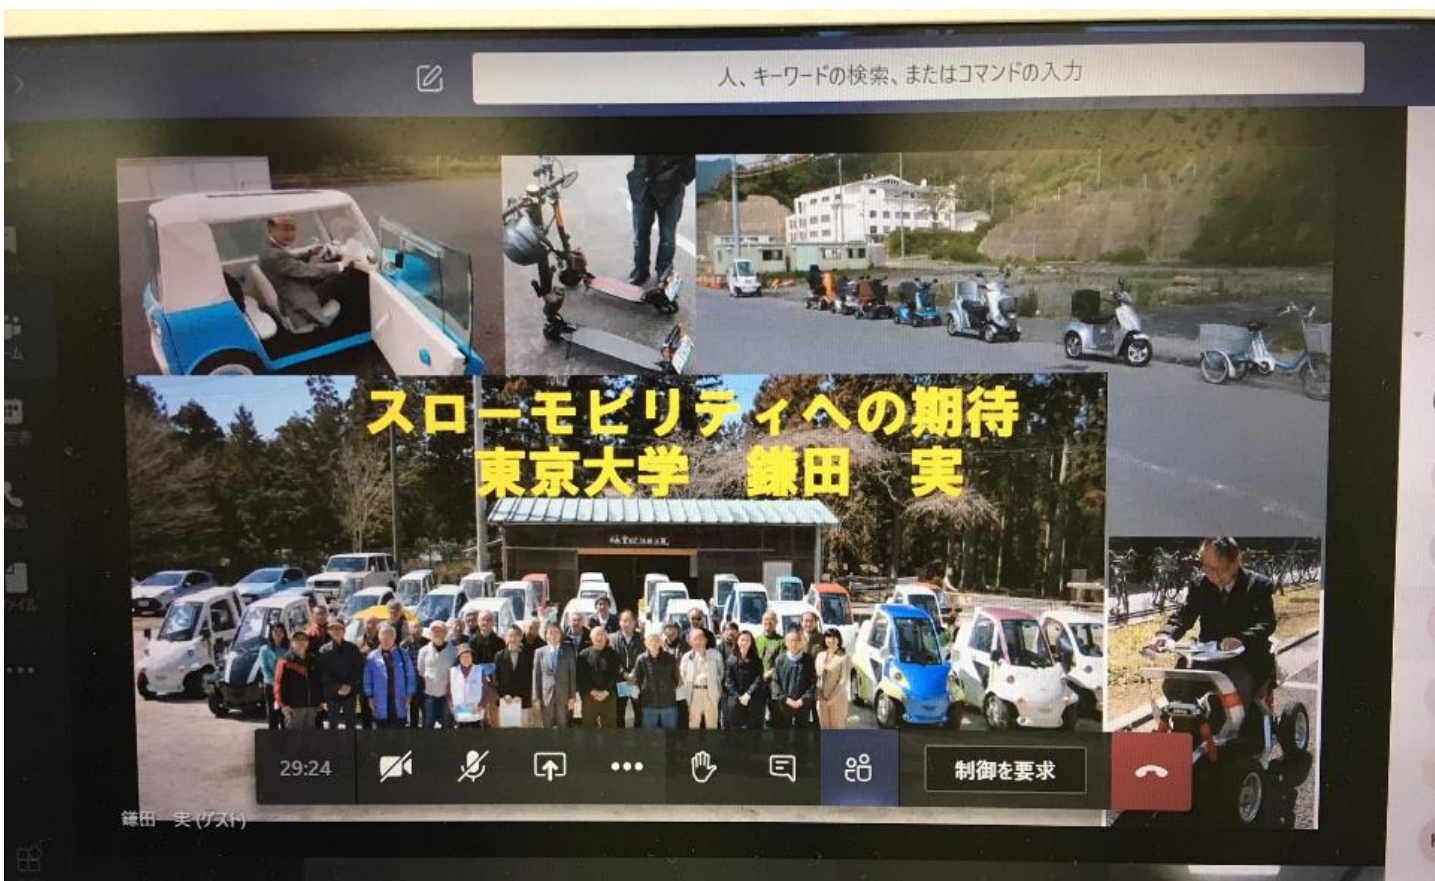 人、キーワードの検索、またはコマンドの入力
スローモビリティへの期待
東京大学 鎌田 実
29:24
制御を要求
鎌田 実 (ゲスト)